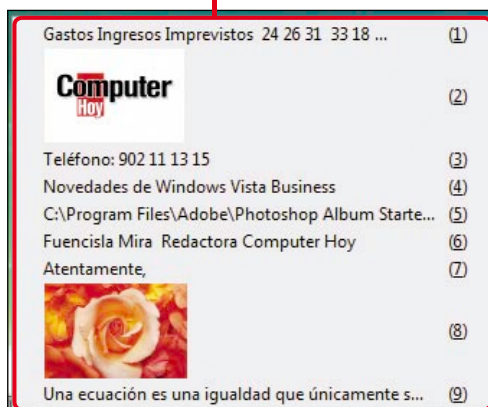 Gastos Ingresos Imprevistos 24 26 31 33 18 ... (1)
Computer
Hoy
(2)
Teléfono: 902 11 13 15 (3)
Novedades de Windows Vista Business (4)
C:\Program Files\Adobe\Photoshop Album Starte... (5)
Fuencisla Mira Redactora Computer Hoy (6)
Atentamente, (7)
(8)
Una ecuación es una igualdad que únicamente s... (9)